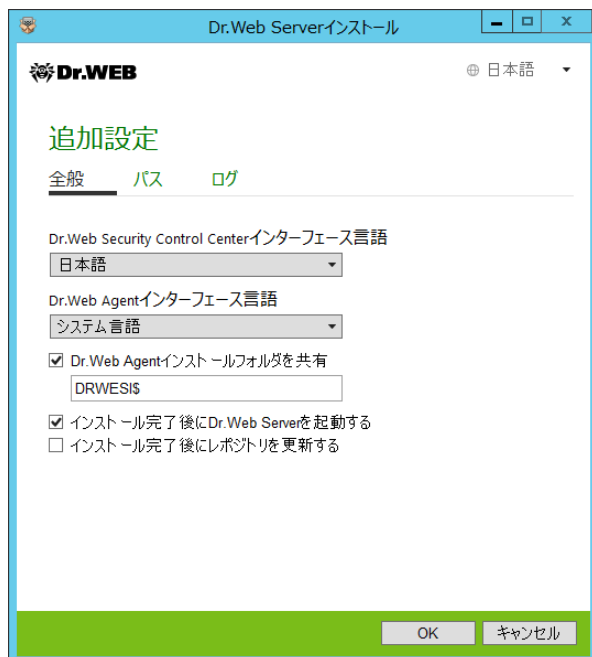 Dr.Web Serverインストール
Dr.WEB
日本語
追加設定
全般 パス ログ
Dr.Web Security Control Centerインターフェース言語
日本語
Dr.Web Agentインターフェース言語
システム言語
Dr.Web Agentインストールフォルダを共有
DRWESI$
インストール完了後にDr.Web Serverを起動する
インストール完了後にレポジトリを更新する
OK キャンセル